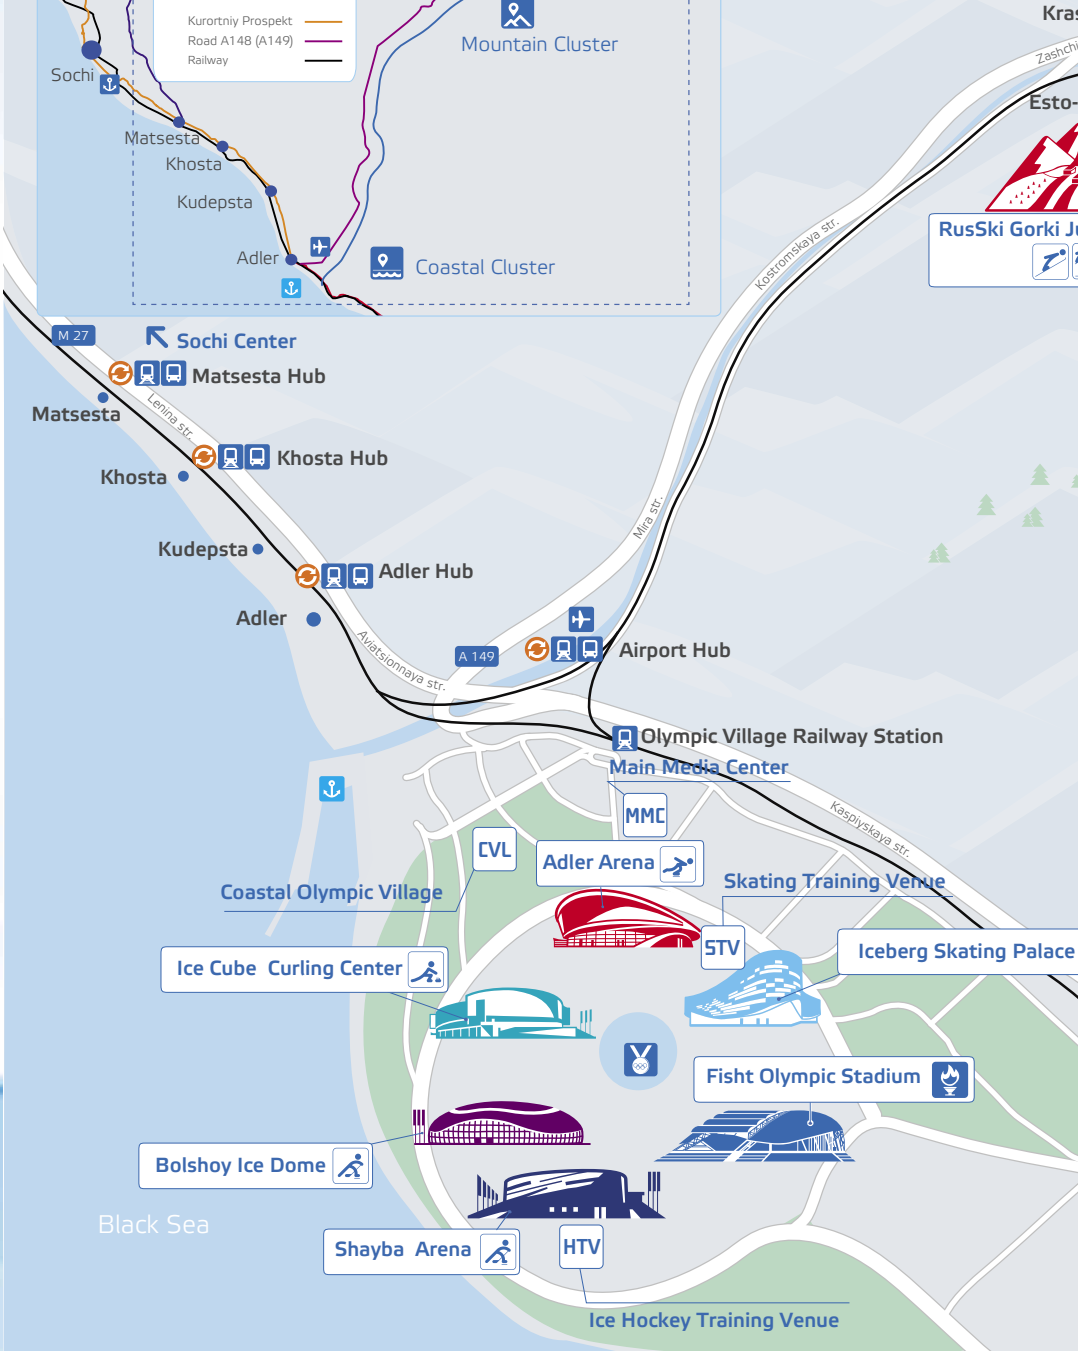 Kurortniy Prospekt
Road A148 (A149)
Railway
Mountain Cluster
Sochi
Matsesta
Khosta
Kudepsta
Adler
Coastal Cluster
Kras
Zashchi
Esto-
RusSki Gorki Ju
Kostromskaya str.
M 27
Sochi Center
Matsesta Hub
Matsesta
Lenina str.
Khosta Hub
Khosta
Mira str.
Kudepsta
Adler Hub
Adler
Aviatsionnaya str.
A 149
Airport Hub
Olympic Village Railway Station
Main Media Center
MMC
Kaspiyskaya str.
CVL
Adler Arena
Coastal Olympic Village
Skating Training Venue
STV
Ice Cube Curling Center
Iceberg Skating Palace
Fisht Olympic Stadium
Bolshoy Ice Dome
Black Sea
Shayba Arena
HTV
Ice Hockey Training Venue